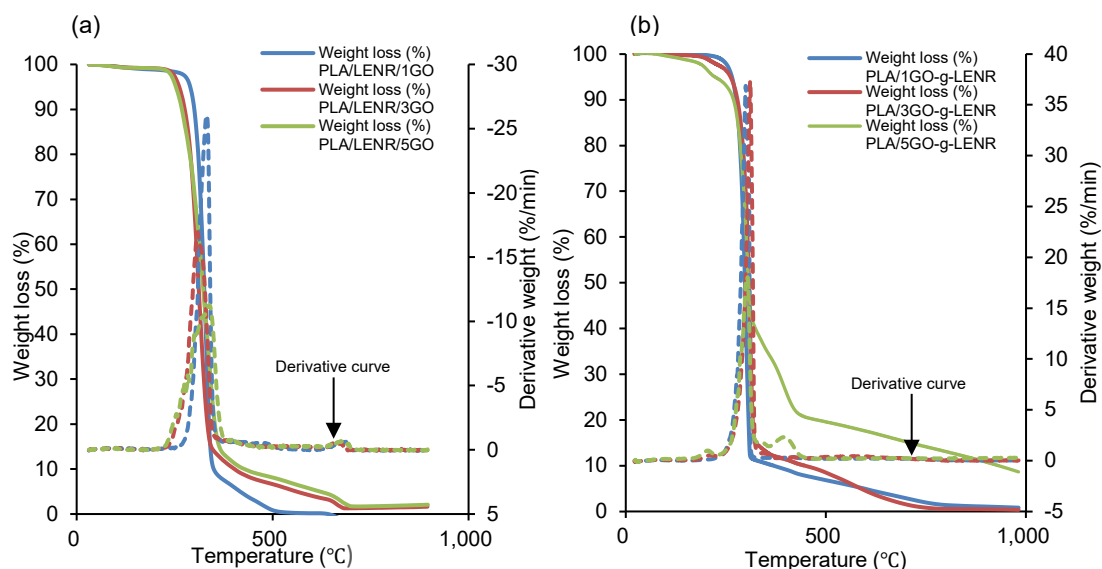 (a)
Weight loss (%)
PLA/LENR/1GO
Weight loss (%)
PLA/LENR/3GO
Weight loss (%)
PLA/LENR/5GO
100
90
80
70
60
50
40
30
20
10
0
Weight loss (%)
-30
-25
-20
-15
-10
-5
0
5
Derivative weight (%/min)
Derivative curve
0
500
1,000
Temperature (℃)
(b)
Weight loss (%)
PLA/1GO-g-LENR
Weight loss (%)
PLA/3GO-g-LENR
Weight loss (%)
PLA/5GO-g-LENR
100
90
80
70
60
50
40
30
20
10
0
Weight loss (%)
40
35
30
25
20
15
10
5
0
-5
Derivative weight (%/min)
Derivative curve
0
500
1,000
Temperature (℃)